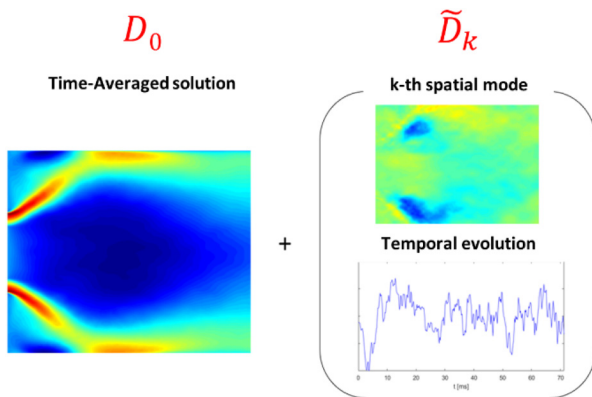 D₀
D̃ₖ
Time-Averaged solution
k-th spatial mode
+
Temporal evolution
0 10 20 30 40 50 60 70
t [ms]